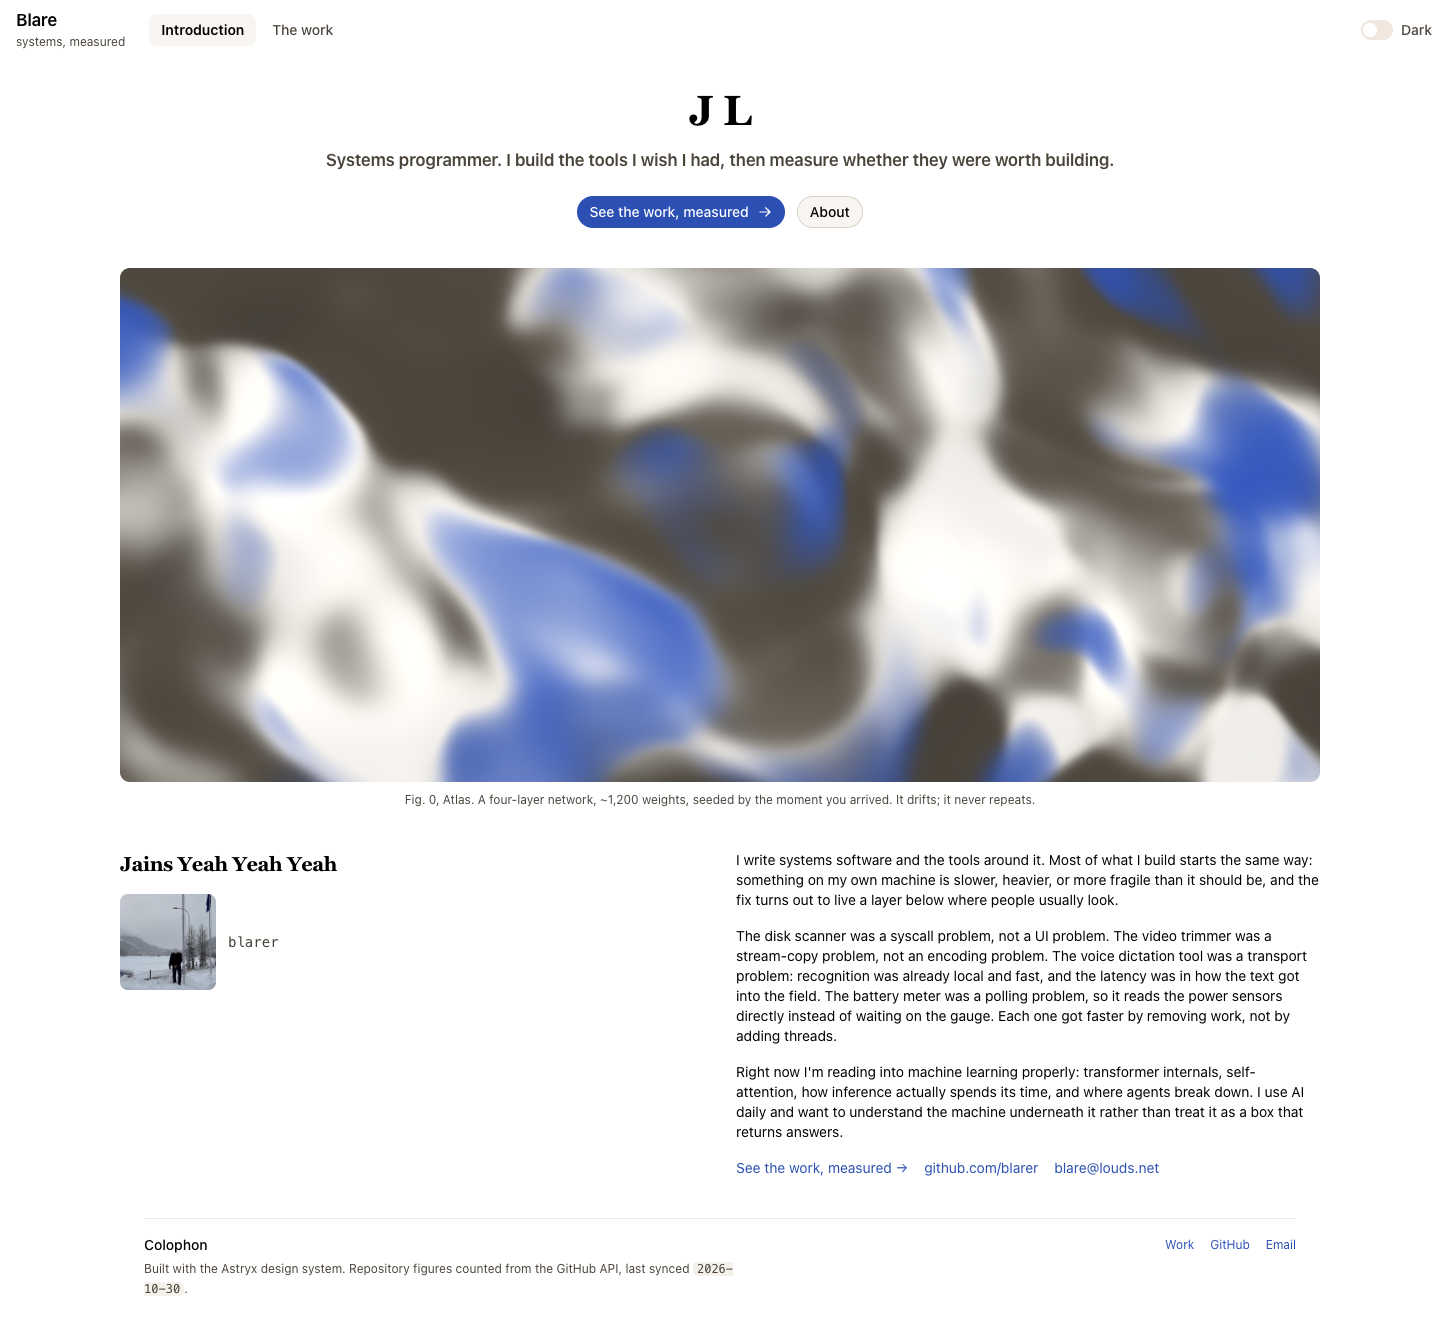 Blare
systems, measured
Introduction
The work
Dark
J L
Systems programmer. I build the tools I wish I had, then measure whether they were worth building.
See the work, measured →
About
Fig. 0, Atlas. A four-layer network, ~1,200 weights, seeded by the moment you arrived. It drifts; it never repeats.
Jains Yeah Yeah Yeah
blarer
I write systems software and the tools around it. Most of what I build starts the same way:
something on my own machine is slower, heavier, or more fragile than it should be, and the
fix turns out to live a layer below where people usually look.
The disk scanner was a syscall problem, not a UI problem. The video trimmer was a
stream-copy problem, not an encoding problem. The voice dictation tool was a transport
problem: recognition was already local and fast, and the latency was in how the text got
into the field. The battery meter was a polling problem, so it reads the power sensors
directly instead of waiting on the gauge. Each one got faster by removing work, not by
adding threads.
Right now I'm reading into machine learning properly: transformer internals, self-
attention, how inference actually spends its time, and where agents break down. I use AI
daily and want to understand the machine underneath it rather than treat it as a box that
returns answers.
See the work, measured → github.com/blarer blare@louds.net
Colophon
Built with the Astryx design system. Repository figures counted from the GitHub API, last synced 2026-
10-30.
Work GitHub Email